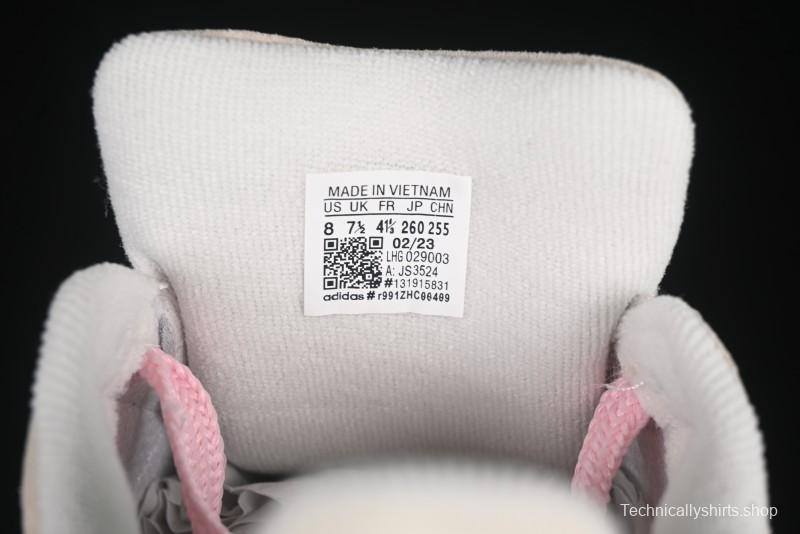 MADE IN VIETNAM
US UK FR JP CHN
8 7½ 41⅓ 260 255
02/23
LHG 029003
A: JS3524
#131915831
adidas # r991ZHC00409
Technicallyshirts.shop